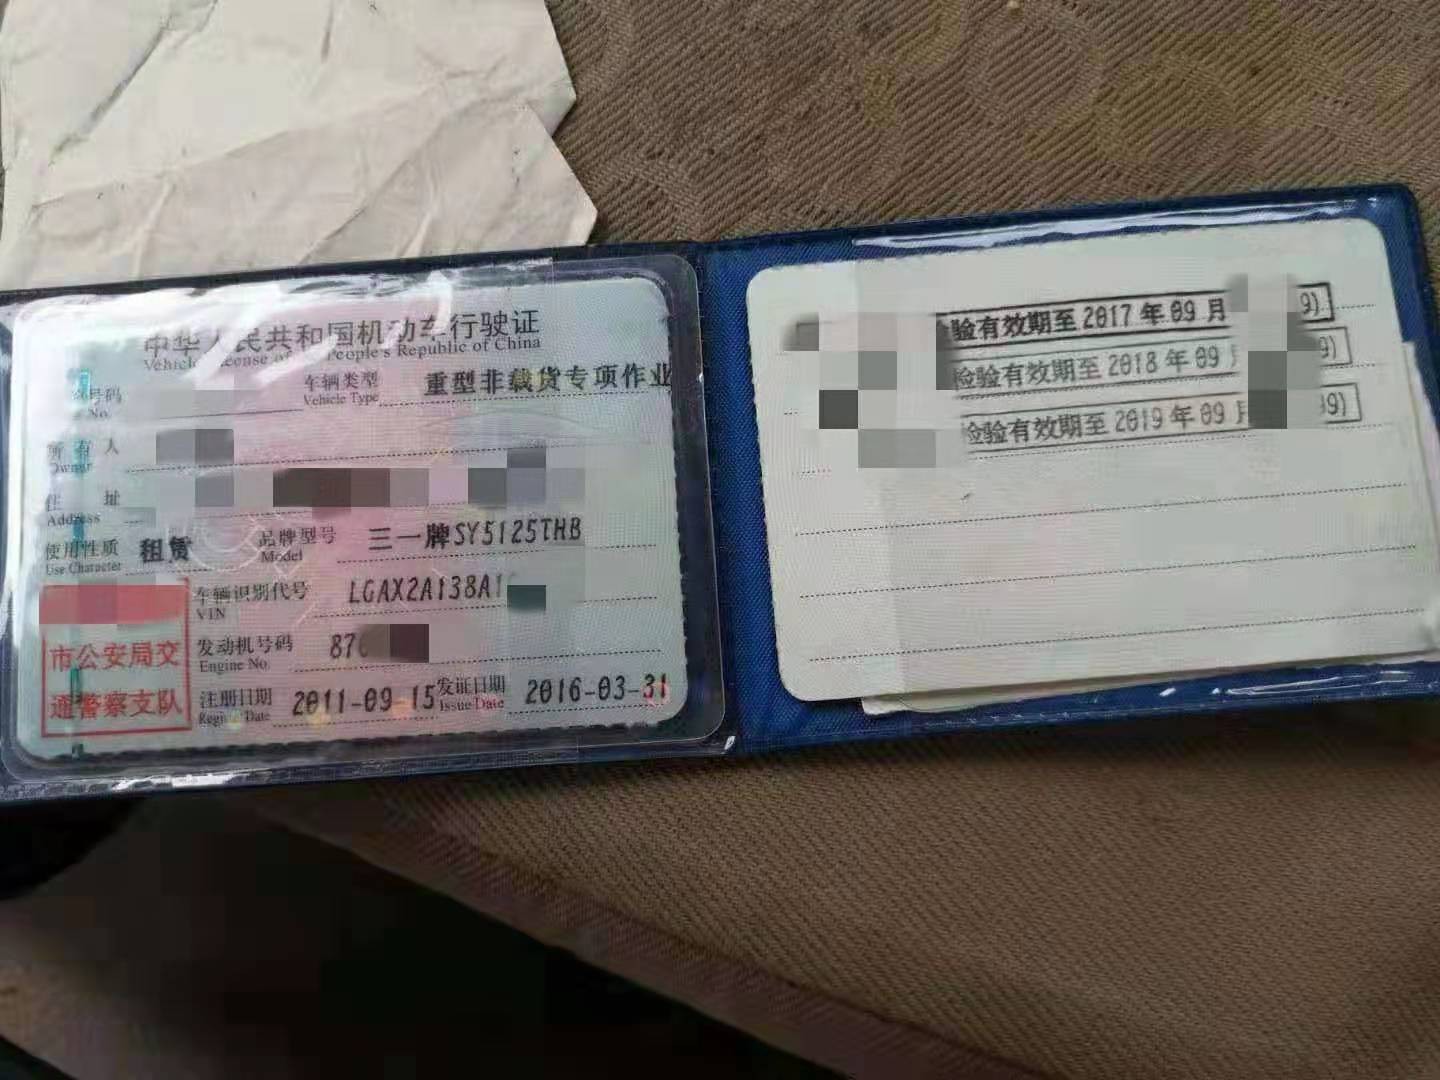 中华人民共和国机动车行驶证
Vehicle License of the People's Republic of China
号码 车辆类型 重型非载货专项作业
No. Vehicle Type
所有人
Owner
住址
Address
使用性质 租赁 品牌型号 三一牌SY5125THB
Use Character Model
车辆识别代号 LGAX2A138A1
VIN
市公安局交
通警察支队
发动机号码 87
Engine No.
注册日期 2011-09-15 发证日期 2016-03-31
Register Date Issue Date
检验有效期至2017年09月 9)
检验有效期至2018年09月 9)
检验有效期至2019年09月 09)